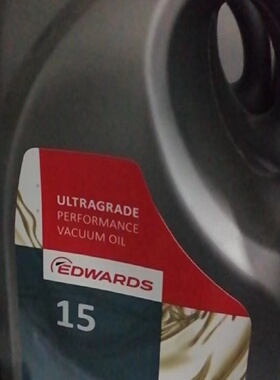 ULTRAGRADE
PERFORMANCE
VACUUM OIL
EDWARDS
15